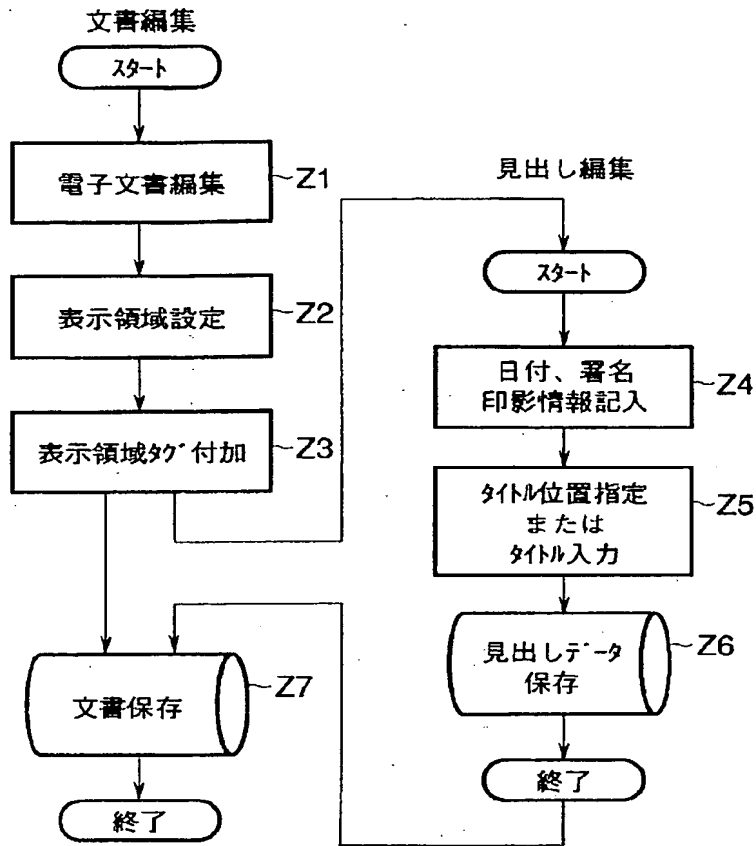 文書編集
スタート
電子文書編集
Z1
表示領域設定
Z2
表示領域ﾀｸﾞ付加
Z3
文書保存
Z7
終了
見出し編集
スタート
日付、署名
印影情報記入
Z4
ﾀｲﾄﾙ位置指定
または
ﾀｲﾄﾙ入力
Z5
見出しﾃﾞｰﾀ
保存
Z6
終了